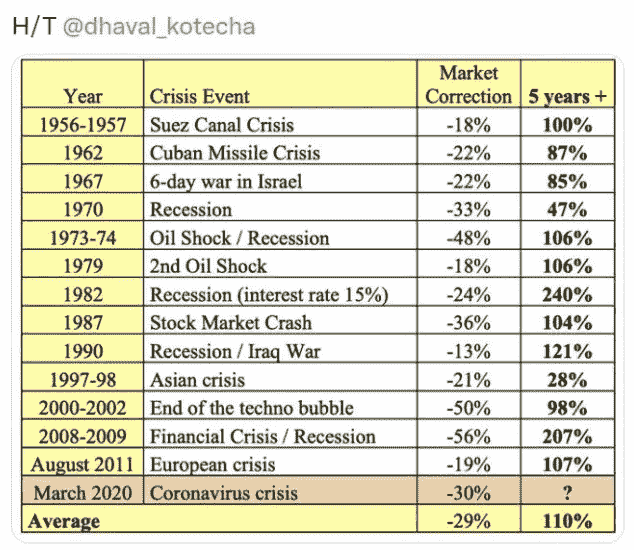 H/T @dhaval_kotecha
Year Crisis Event Market Correction 5 years +
1956-1957 Suez Canal Crisis -18% 100%
1962 Cuban Missile Crisis -22% 87%
1967 6-day war in Israel -22% 85%
1970 Recession -33% 47%
1973-74 Oil Shock / Recession -48% 106%
1979 2nd Oil Shock -18% 106%
1982 Recession (interest rate 15%) -24% 240%
1987 Stock Market Crash -36% 104%
1990 Recession / Iraq War -13% 121%
1997-98 Asian crisis -21% 28%
2000-2002 End of the techno bubble -50% 98%
2008-2009 Financial Crisis / Recession -56% 207%
August 2011 European crisis -19% 107%
March 2020 Coronavirus crisis -30% ?
Average -29% 110%